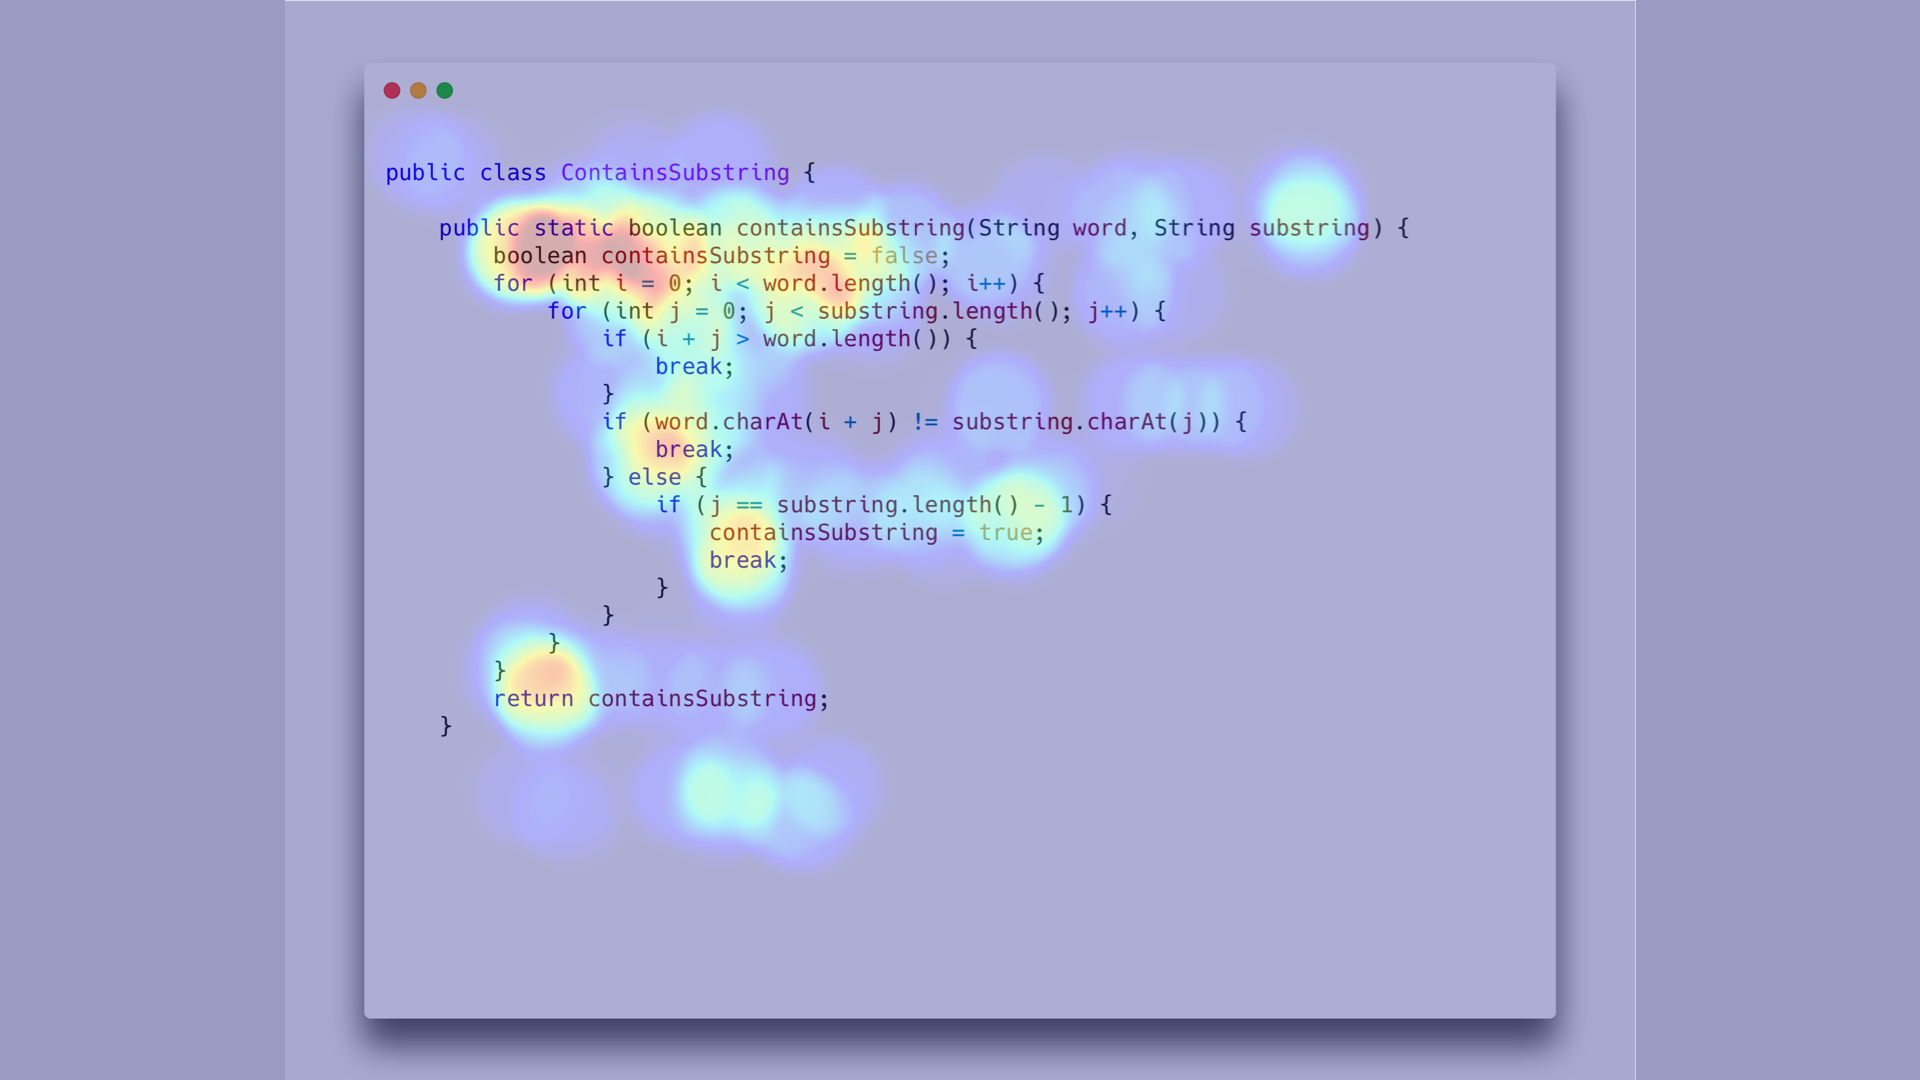 public class ContainsSubstring {
public static boolean containsSubstring(String word, String substring) {
boolean containsSubstring = false;
for (int i = 0; i < word.length(); i++) {
for (int j = 0; j < substring.length(); j++) {
if (i + j > word.length()) {
break;
}
if (word.charAt(i + j) != substring.charAt(j)) {
break;
} else {
if (j == substring.length() - 1) {
containsSubstring = true;
break;
}
}
}
}
return containsSubstring;
}